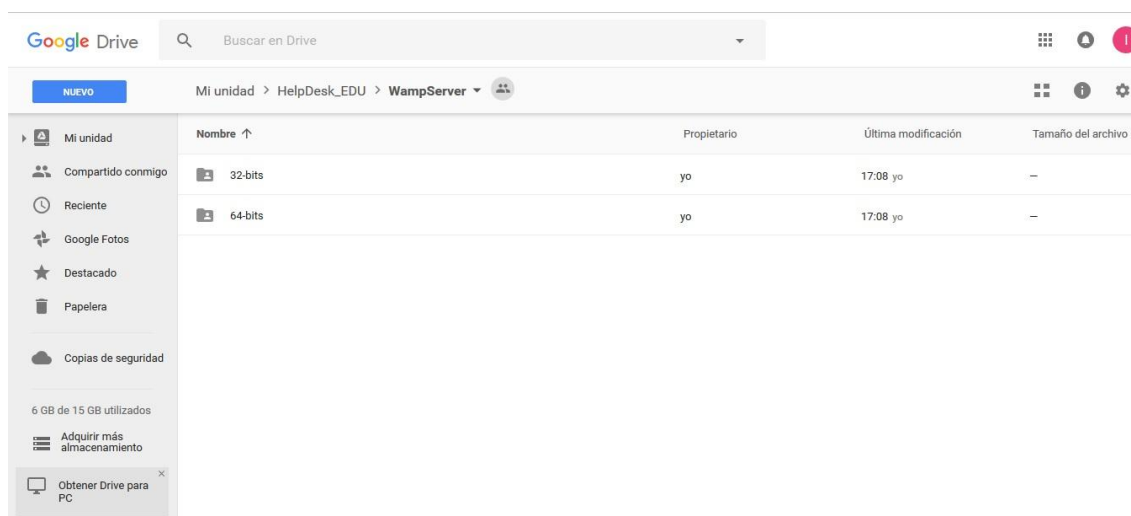 Google Drive
Buscar en Drive
I
NUEVO
Mi unidad > HelpDesk_EDU > WampServer
Mi unidad
Compartido conmigo
Reciente
Google Fotos
Destacado
Papelera
Copias de seguridad
6 GB de 15 GB utilizados
Adquirir más
almacenamiento
Obtener Drive para
PC
Nombre Propietario Última modificación Tamaño del archivo
32-bits yo 17:08 yo –
64-bits yo 17:08 yo –